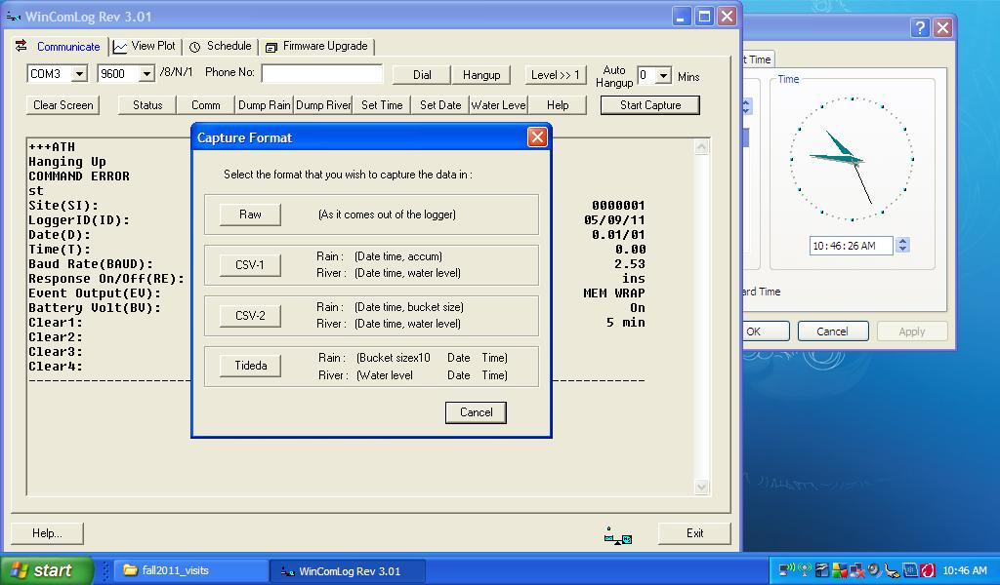 WinComLog Rev 3.01
Communicate View Plot Schedule Firmware Upgrade
COM3 9600 /8/N/1 Phone No: Dial Hangup Level >> 1 Auto Hangup 0 Mins
Clear Screen Status Comm Dump Rain Dump River Set Time Set Date Water Leve Help Start Capture
+++ATH
Hanging Up
COMMAND ERROR
st
Site(SI): 0000001
LoggerID(ID): 05/09/11
Date(D): 0.01/01
Time(T): 0.00
Baud Rate(BAUD): 2.53
Response On/Off(RE): ins
Event Output(EV): MEM WRAP
Battery Volt(BV): On
Clear1: 5 min
Clear2:
Clear3:
Clear4:
Capture Format
Select the format that you wish to capture the data in :
Raw (As it comes out of the logger)
CSV-1 Rain : (Date time, accum)
River : (Date time, water level)
CSV-2 Rain : (Date time, bucket size)
River : (Date time, water level)
Tideda Rain : (Bucket sizex10 Date Time)
River : (Water level Date Time)
Cancel
Help... Exit
t Time
Time
10:46:26 AM
ard Time
OK Cancel Apply
start fall2011_visits WinComLog Rev 3.01 10:46 AM